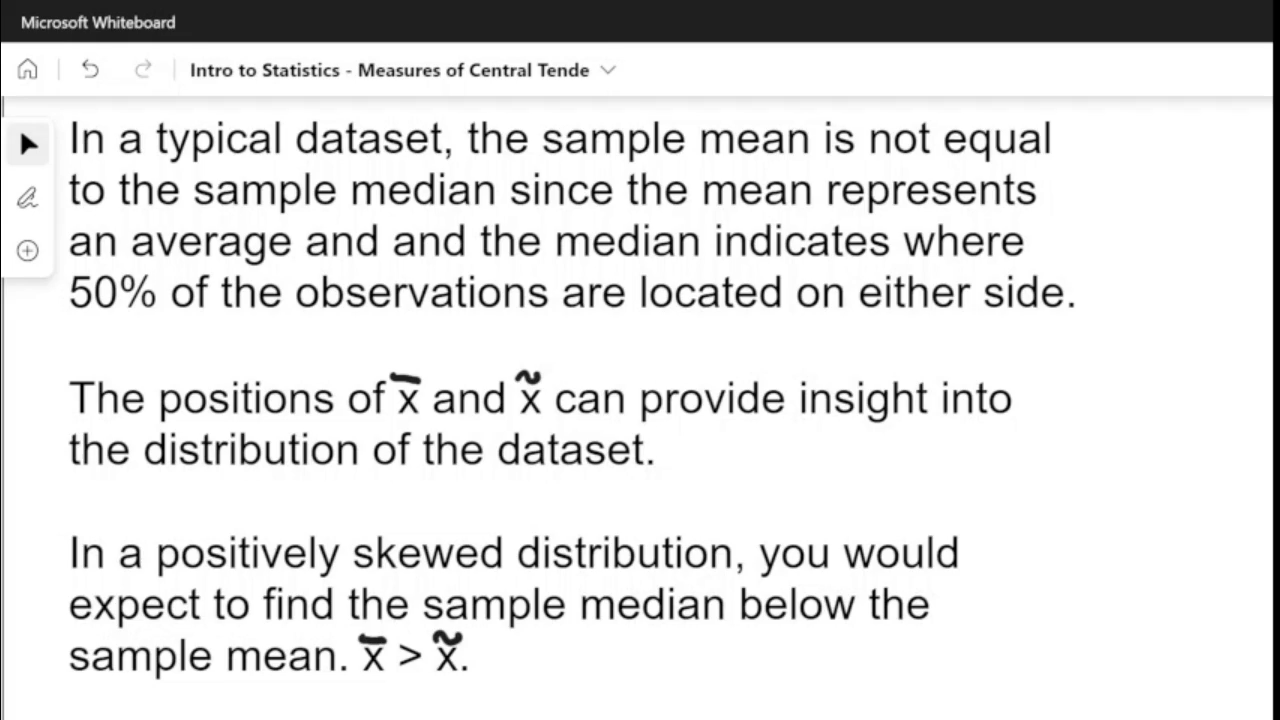 Microsoft Whiteboard
Intro to Statistics - Measures of Central Tende
In a typical dataset, the sample mean is not equal
to the sample median since the mean represents
an average and and the median indicates where
50% of the observations are located on either side.
The positions of x̄ and x̃ can provide insight into
the distribution of the dataset.
In a positively skewed distribution, you would
expect to find the sample median below the
sample mean. x̄ > x̃.